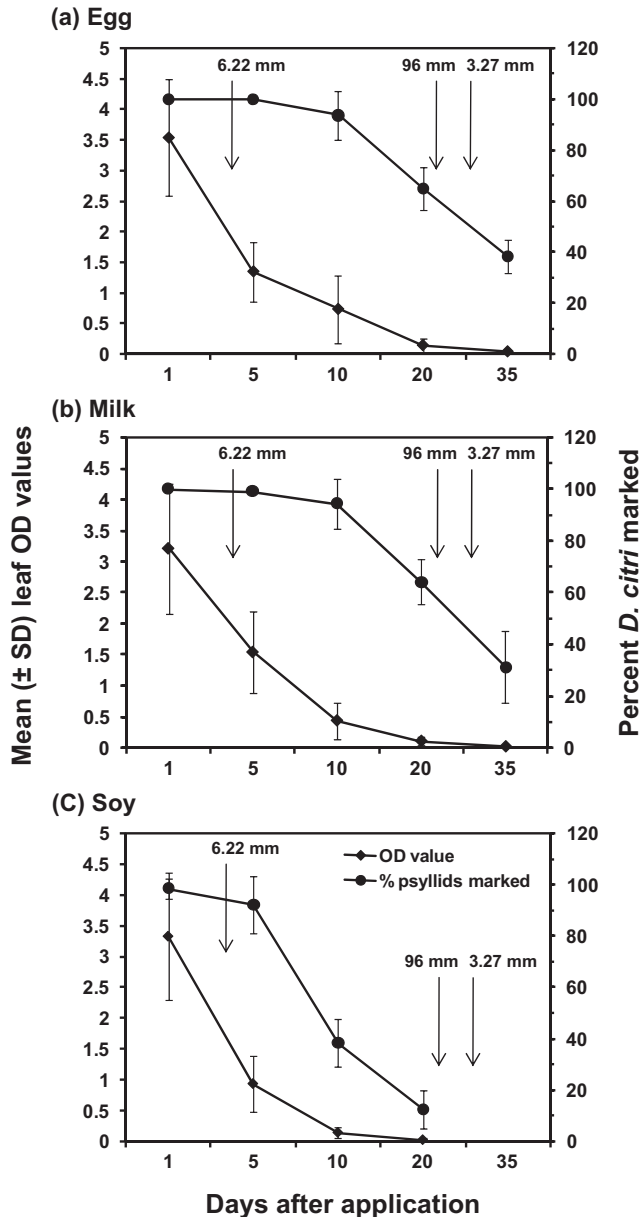 (a) Egg
5
4.5
4
3.5
3
2.5
2
1.5
1
0.5
0
120
100
80
60
40
20
0
6.22 mm
96 mm
3.27 mm
1 5 10 20 35
(b) Milk
5
4.5
4
3.5
3
2.5
2
1.5
1
0.5
0
120
100
80
60
40
20
0
6.22 mm
96 mm
3.27 mm
1 5 10 20 35
Mean (± SD) leaf OD values
Percent D. citri marked
(C) Soy
5
4.5
4
3.5
3
2.5
2
1.5
1
0.5
0
120
100
80
60
40
20
0
6.22 mm
OD value
% psyllids marked
96 mm
3.27 mm
1 5 10 20 35
Days after application